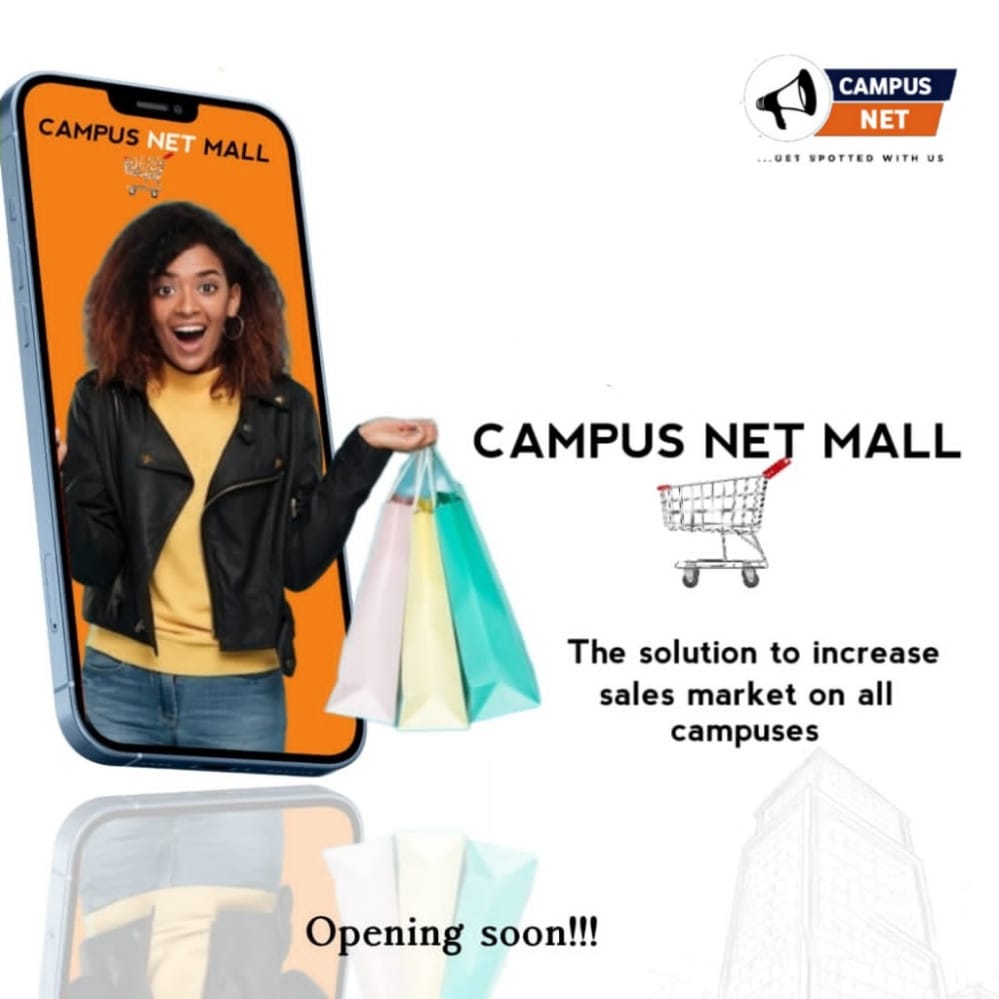 CAMPUS NET MALL
CAMPUS
NET
...GET SPOTTED WITH US
CAMPUS NET MALL
The solution to increase
sales market on all
campuses
Opening soon!!!